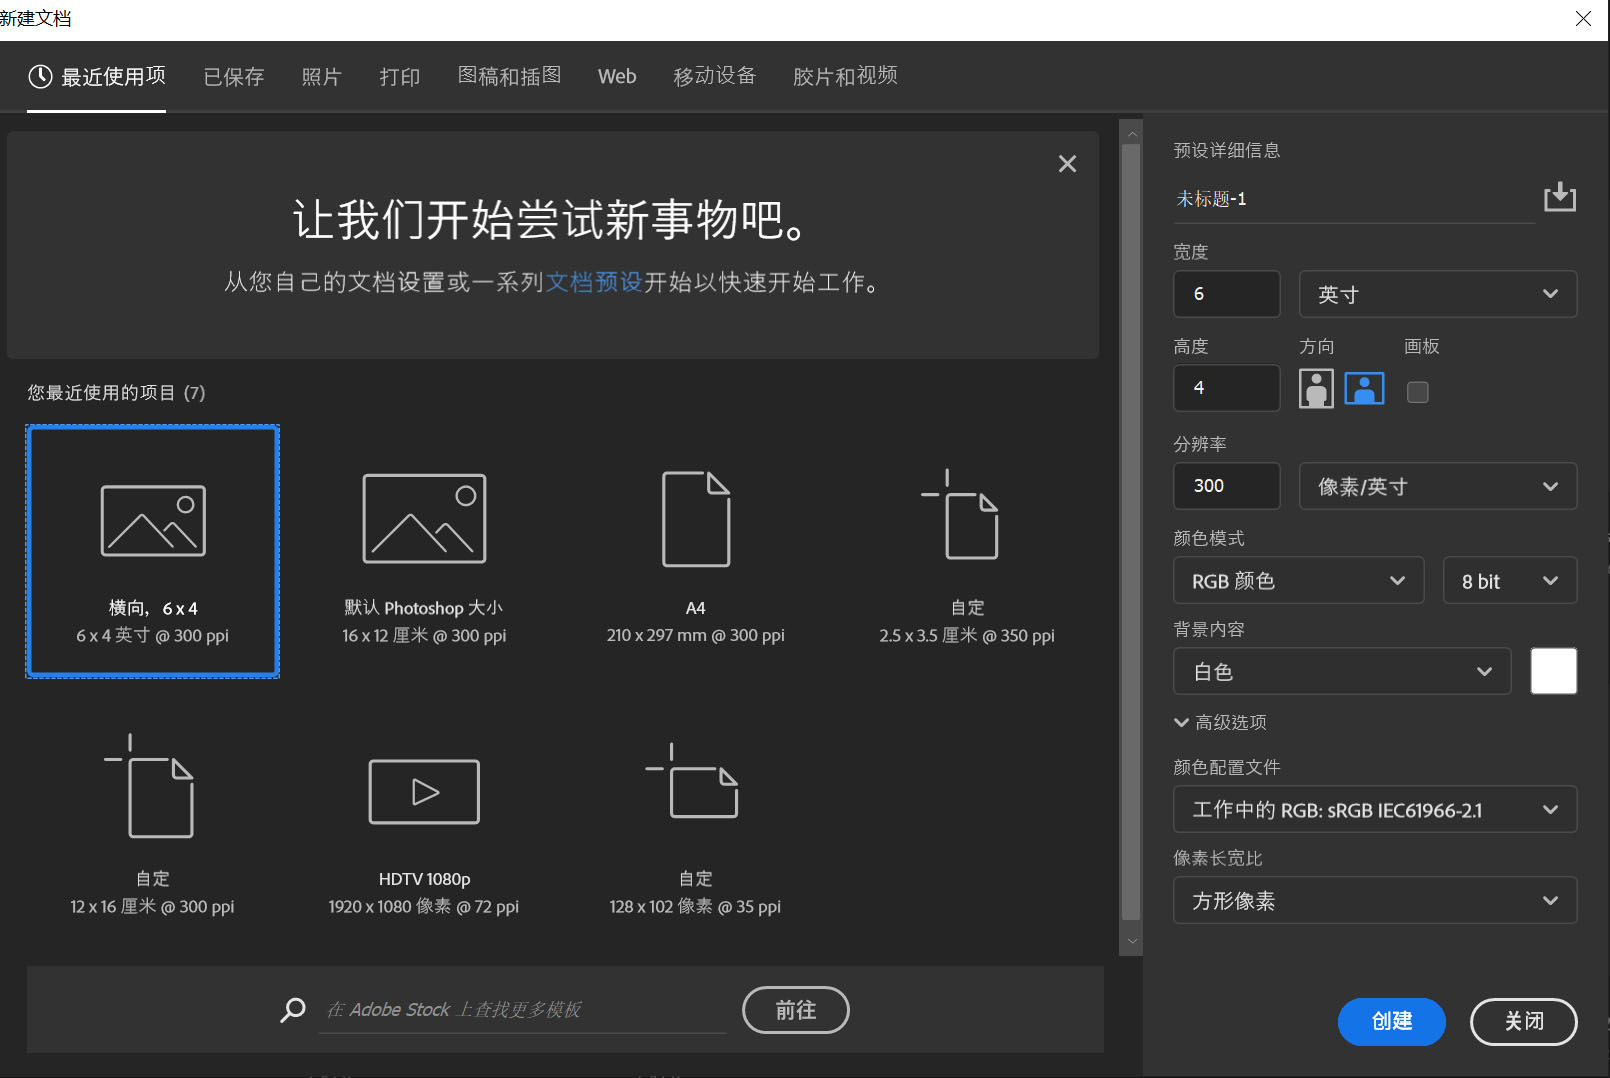 新建文档
最近使用项 已保存 照片 打印 图稿和插图 Web 移动设备 胶片和视频
让我们开始尝试新事物吧。
从您自己的文档设置或一系列文档预设开始以快速开始工作。
您最近使用的项目 (7)
横向，6 x 4
6 x 4 英寸 @ 300 ppi
默认 Photoshop 大小
16 x 12 厘米 @ 300 ppi
A4
210 x 297 mm @ 300 ppi
自定
2.5 x 3.5 厘米 @ 350 ppi
自定
12 x 16 厘米 @ 300 ppi
HDTV 1080p
1920 x 1080 像素 @ 72 ppi
自定
128 x 102 像素 @ 35 ppi
在 Adobe Stock 上查找更多模板
前往
预设详细信息
未标题-1
宽度
6 英寸
高度 方向 画板
4
分辨率
300 像素/英寸
颜色模式
RGB 颜色 8 bit
背景内容
白色
高级选项
颜色配置文件
工作中的 RGB: sRGB IEC61966-2.1
像素长宽比
方形像素
创建 关闭